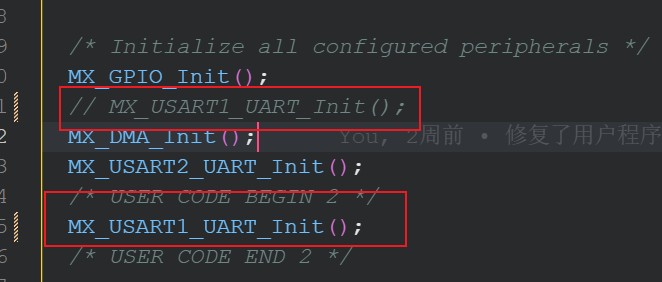 8
9 /* Initialize all configured peripherals */
0 MX_GPIO_Init();
1 // MX_USART1_UART_Init();
2 MX_DMA_Init(); You, 2周前 • 修复了用户程序
3 MX_USART2_UART_Init();
4 /* USER CODE BEGIN 2 */
5 MX_USART1_UART_Init();
6 /* USER CODE END 2 */